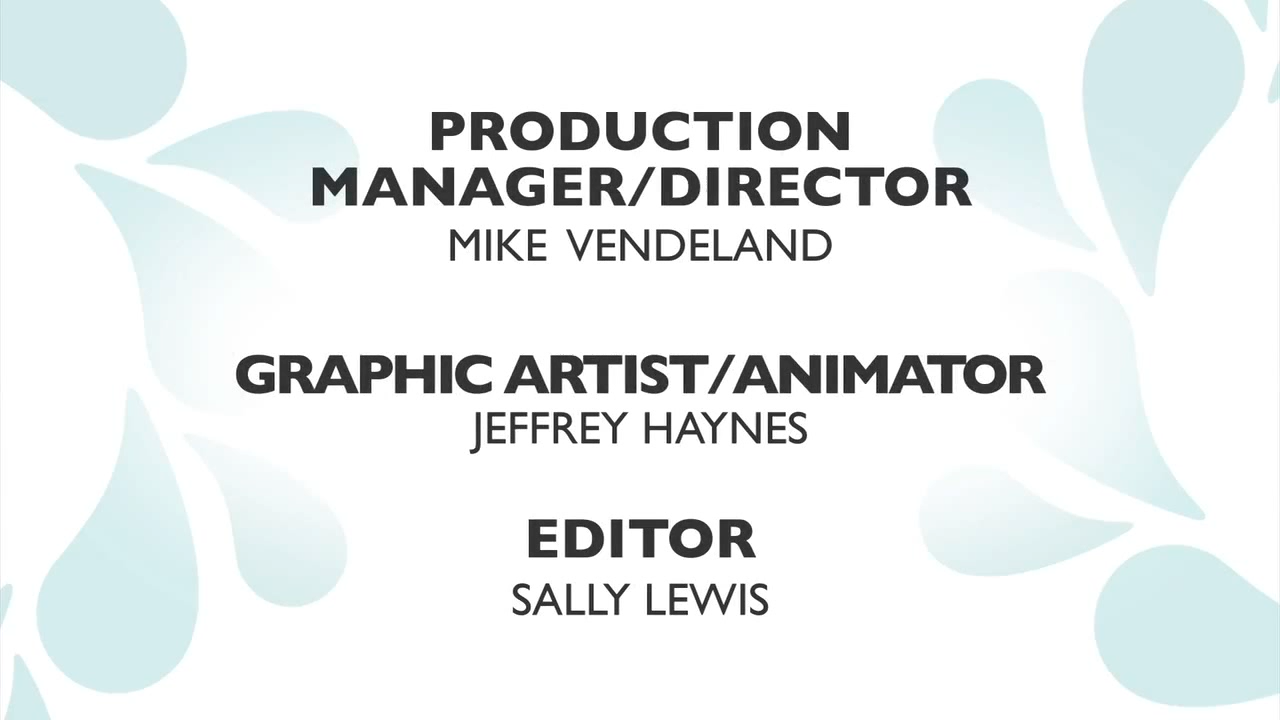 PRODUCTION
MANAGER/DIRECTOR
MIKE VENDELAND
GRAPHIC ARTIST/ANIMATOR
JEFFREY HAYNES
EDITOR
SALLY LEWIS